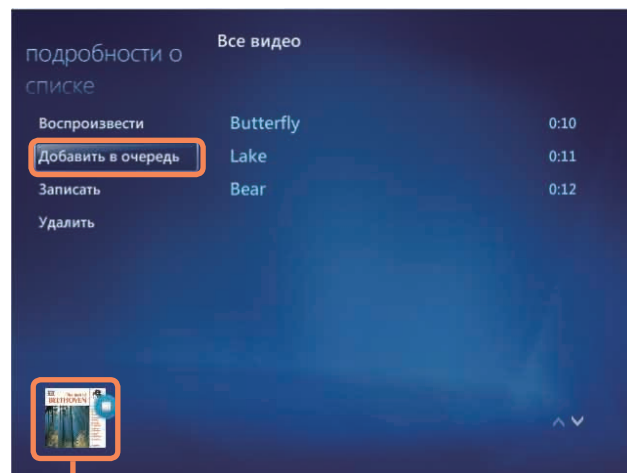 подробности о
списке
Все видео
Воспроизвести
Добавить в очередь
Записать
Удалить
Butterfly 0:10
Lake 0:11
Bear 0:12
BEETHOVEN